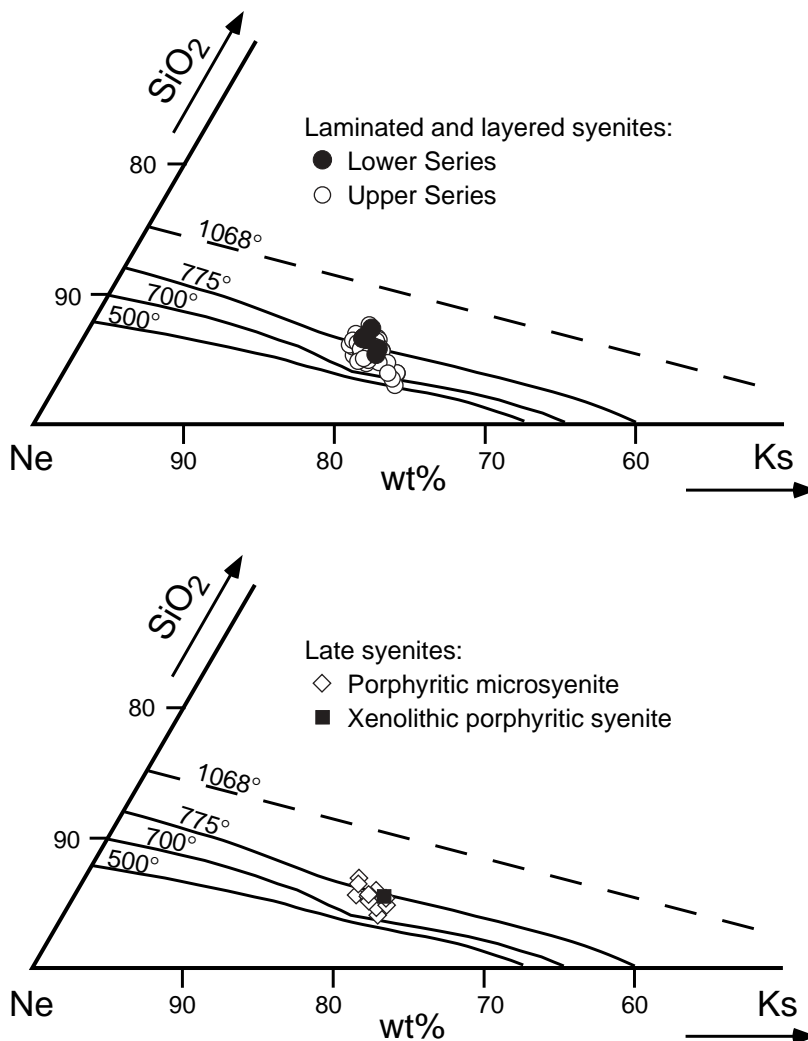 SiO2
Laminated and layered syenites:
Lower Series
Upper Series
80
1068°
775°
90
700°
500°
Ne
90
80
70
60
Ks
wt%
SiO2
Late syenites:
Porphyritic microsyenite
Xenolithic porphyritic syenite
80
1068°
775°
90
700°
500°
Ne
90
80
70
60
Ks
wt%